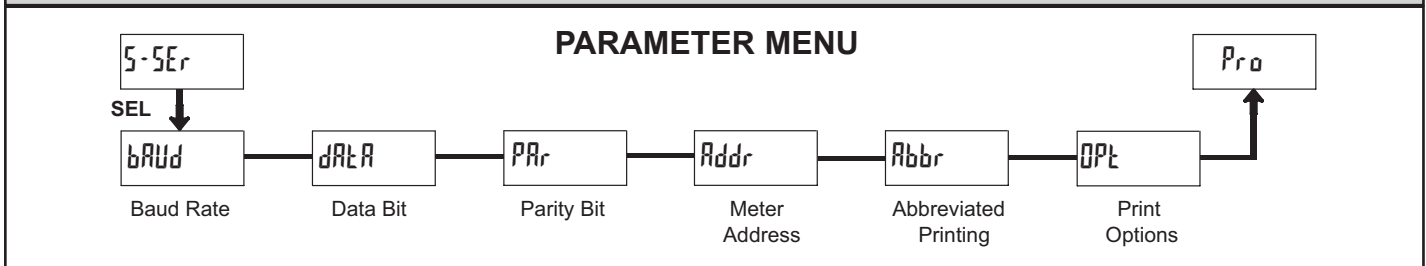 PARAMETER MENU
5-SEr
Pro
SEL
bAUd
dAtA
PAr
Addr
Abbr
OPt
Baud Rate
Data Bit
Parity Bit
Meter
Address
Abbreviated
Printing
Print
Options